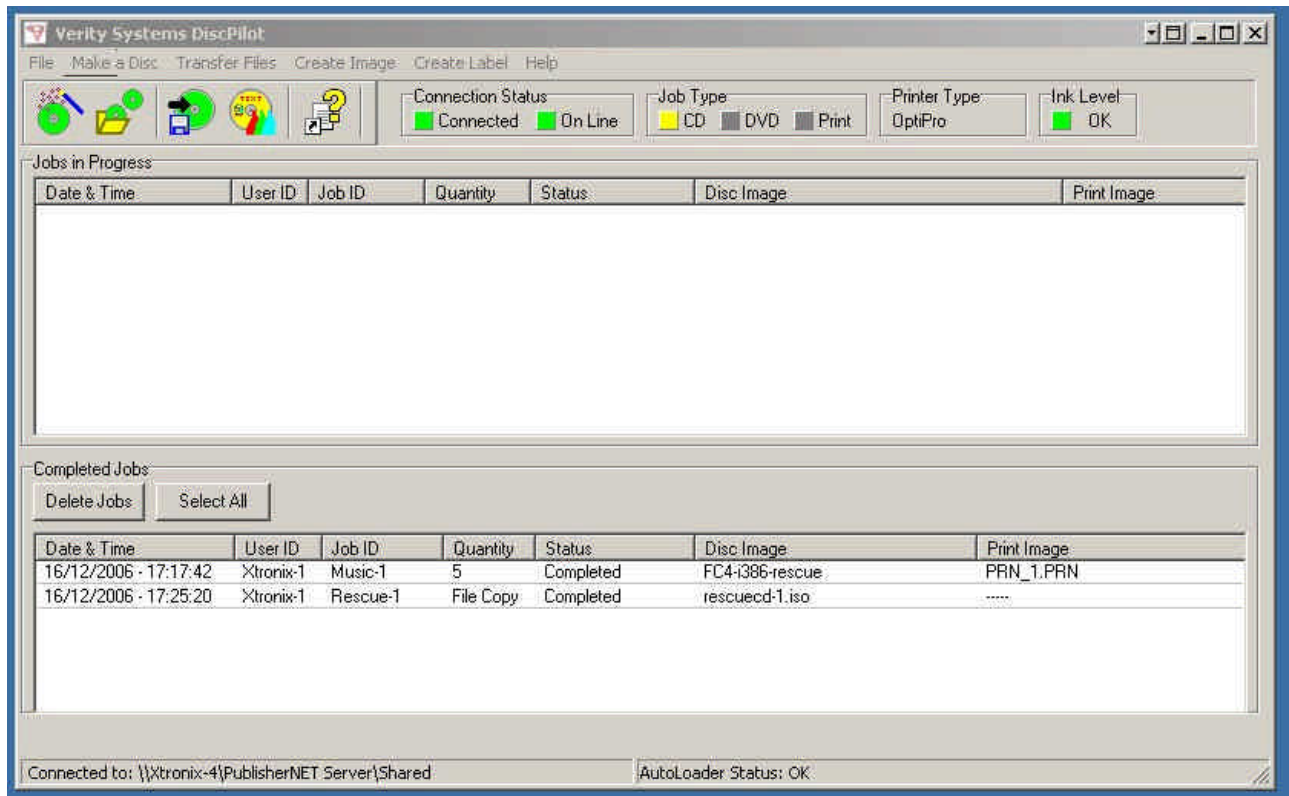 Verity Systems DiscPilot
File Make a Disc Transfer Files Create Image Create Label Help
TEXT
Connection Status Job Type Printer Type Ink Level
Connected On Line CD DVD Print OptiPro OK
Jobs in Progress
Date & Time User ID Job ID Quantity Status Disc Image Print Image
Completed Jobs
Delete Jobs Select All
Date & Time User ID Job ID Quantity Status Disc Image Print Image
16/12/2006 - 17:17:42 Xtronix-1 Music-1 5 Completed FC4-i386-rescue PRN_1.PRN
16/12/2006 - 17:25:20 Xtronix-1 Rescue-1 File Copy Completed rescuecd-1.iso -----
Connected to: \\Xtronix-4\PublisherNET Server\Shared AutoLoader Status: OK